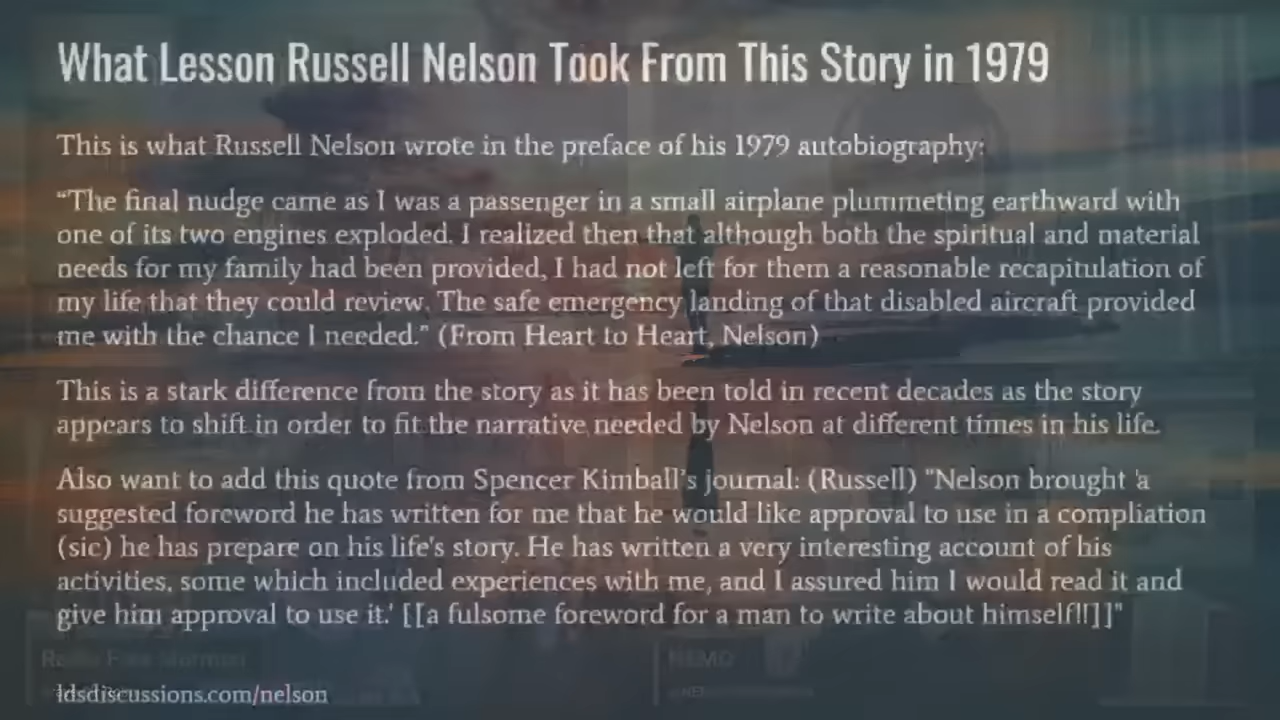 What Lesson Russell Nelson Took From This Story in 1979
This is what Russell Nelson wrote in the preface of his 1979 autobiography:
“The final nudge came as I was a passenger in a small airplane plummeting earthward with
one of its two engines exploded. I realized then that although both the spiritual and material
needs for my family had been provided, I had not left for them a reasonable recapitulation of
my life that they could review. The safe emergency landing of that disabled aircraft provided
me with the chance I needed.” (From Heart to Heart, Nelson)
This is a stark difference from the story as it has been told in recent decades as the story
appears to shift in order to fit the narrative needed by Nelson at different times in his life.
Also want to add this quote from Spencer Kimball's journal: (Russell) "Nelson brought 'a
suggested foreword he has written for me that he would like approval to use in a compliation
(sic) he has prepare on his life's story. He has written a very interesting account of his
activities, some which included experiences with me, and I assured him I would read it and
give him approval to use it.' [[a fulsome foreword for a man to write about himself!!]]"
Radio Free Mormon
NEMO
ldsdiscussions.com/nelson